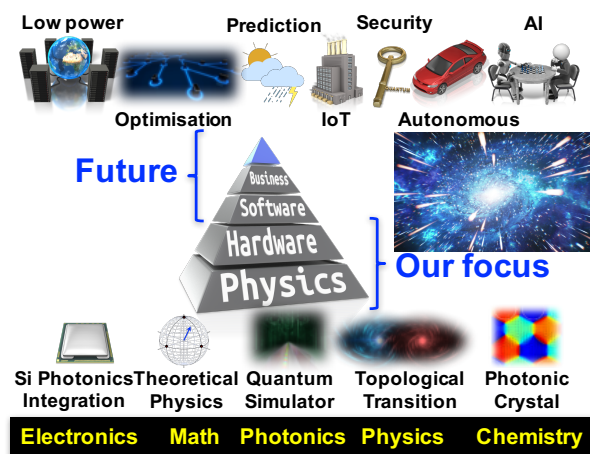 Low power
Prediction
Security
AI
QUANTUM
Optimisation
IoT
Autonomous
Future
Business
Software
Hardware
Physics
Our focus
Si Photonics
Integration
Theoretical
Physics
Quantum
Simulator
Topological
Transition
Photonic
Crystal
Electronics Math Photonics Physics Chemistry